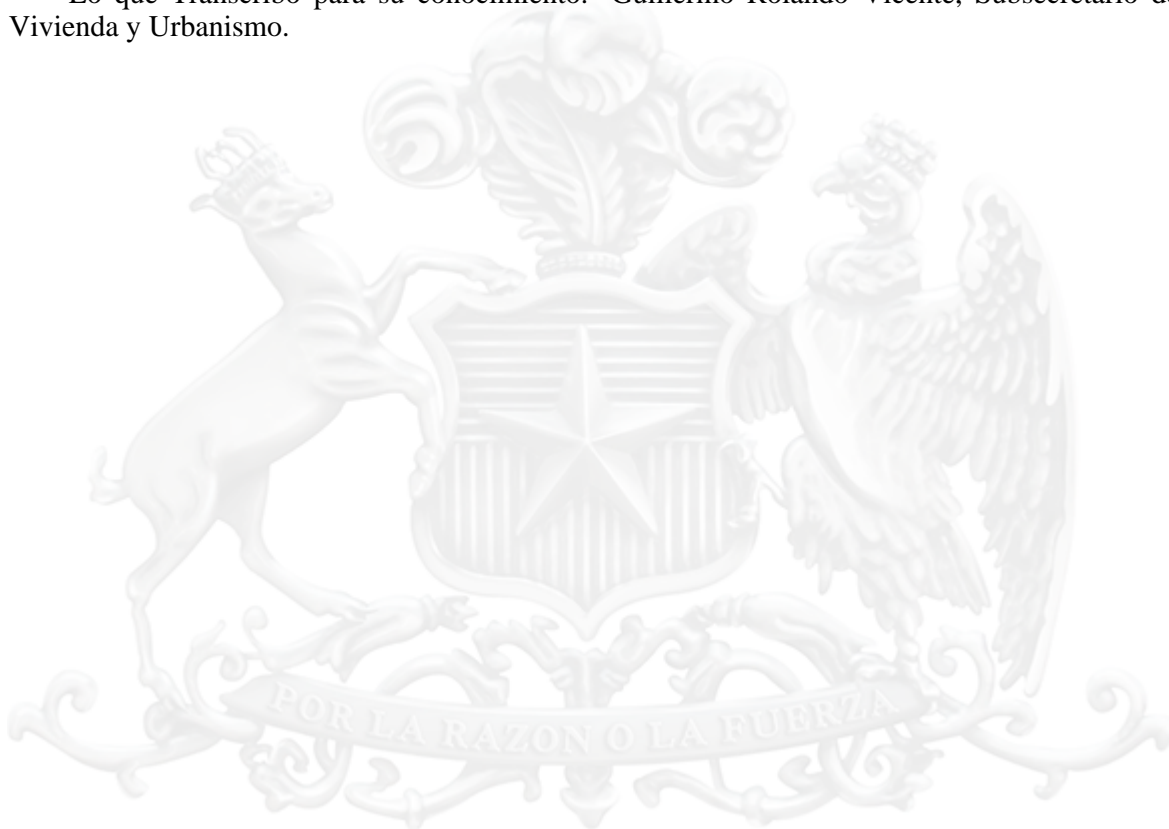 Lo que Transcribo para su conocimiento.- Guillermo Rolando Vicente, Subsecretario de
Vivienda y Urbanismo.
POR LA RAZON O LA FUERZA